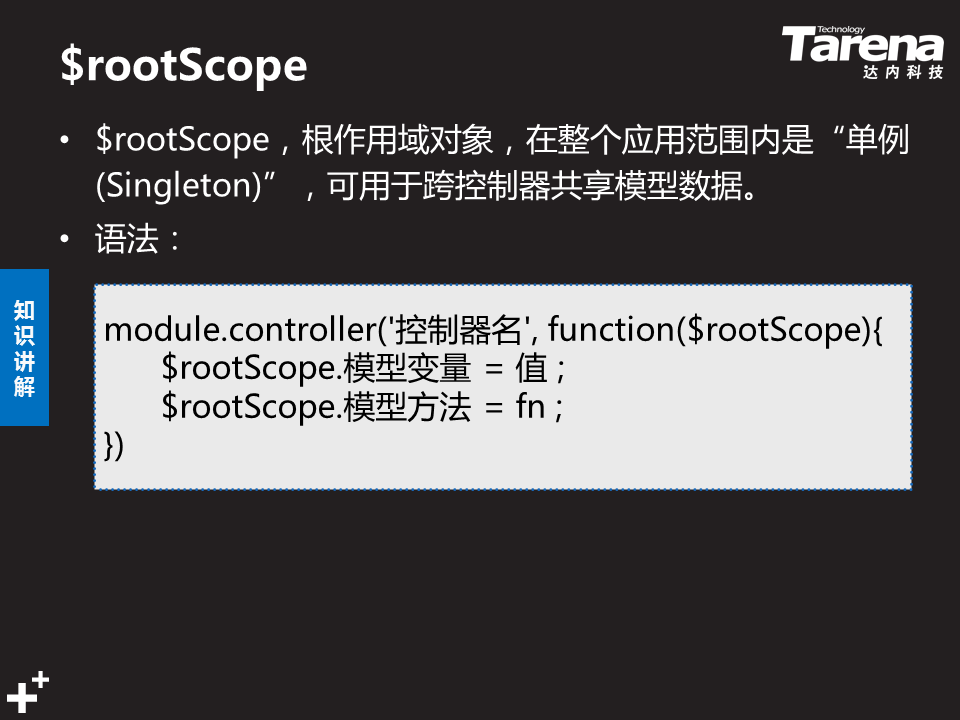 $rootScope
Technology
Tarena
达内科技
• $rootScope，根作用域对象，在整个应用范围内是“单例
(Singleton)”，可用于跨控制器共享模型数据。
• 语法：
知
识
讲
解
module.controller('控制器名', function($rootScope){
$rootScope.模型变量 = 值 ;
$rootScope.模型方法 = fn ;
})